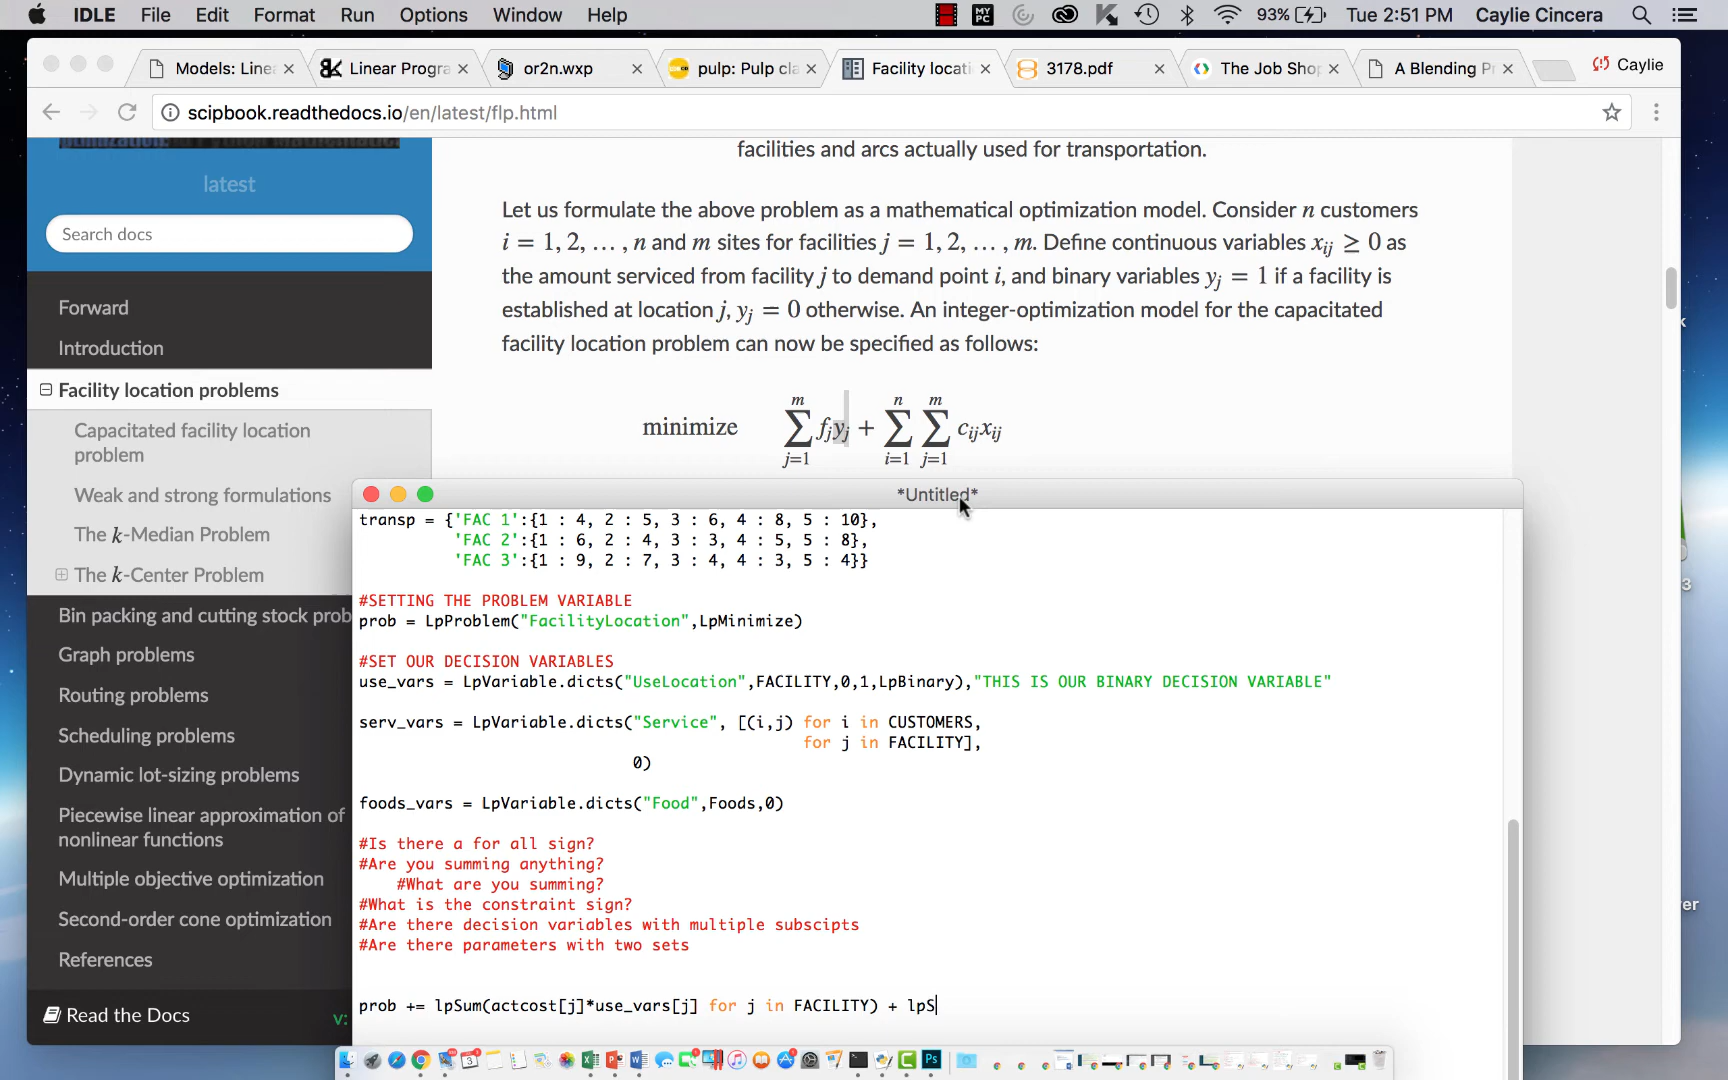 IDLE File Edit Format Run Options Window Help
93% Tue 2:51 PM Caylie Cincera
Models: Line
Linear Progra
or2n.wxp
pulp: Pulp cla
Facility locati
3178.pdf
The Job Shop
A Blending P
Caylie
scipbook.readthedocs.io/en/latest/flp.html
latest
Search docs
Forward
Introduction
Facility location problems
Capacitated facility location
problem
Weak and strong formulations
The k-Median Problem
The k-Center Problem
Bin packing and cutting stock prob
Graph problems
Routing problems
Scheduling problems
Dynamic lot-sizing problems
Piecewise linear approximation of
nonlinear functions
Multiple objective optimization
Second-order cone optimization
References
Read the Docs
v:
facilities and arcs actually used for transportation.
Let us formulate the above problem as a mathematical optimization model. Consider n customers
i = 1, 2, … , n and m sites for facilities j = 1, 2, … , m. Define continuous variables xij ≥ 0 as
the amount serviced from facility j to demand point i, and binary variables yj = 1 if a facility is
established at location j, yj = 0 otherwise. An integer-optimization model for the capacitated
facility location problem can now be specified as follows:
minimize ∑j=1m fjyj + ∑i=1n ∑j=1m cijxij
*Untitled*
transp = {'FAC 1':{1 : 4, 2 : 5, 3 : 6, 4 : 8, 5 : 10},
'FAC 2':{1 : 6, 2 : 4, 3 : 3, 4 : 5, 5 : 8},
'FAC 3':{1 : 9, 2 : 7, 3 : 4, 4 : 3, 5 : 4}}
#SETTING THE PROBLEM VARIABLE
prob = LpProblem("FacilityLocation",LpMinimize)
#SET OUR DECISION VARIABLES
use_vars = LpVariable.dicts("UseLocation",FACILITY,0,1,LpBinary),"THIS IS OUR BINARY DECISION VARIABLE"
serv_vars = LpVariable.dicts("Service", [(i,j) for i in CUSTOMERS,
for j in FACILITY],
0)
foods_vars = LpVariable.dicts("Food",Foods,0)
#Is there a for all sign?
#Are you summing anything?
#What are you summing?
#What is the constraint sign?
#Are there decision variables with multiple subscipts
#Are there parameters with two sets
prob += lpSum(actcost[j]*use_vars[j] for j in FACILITY) + lpS
k
3
ver